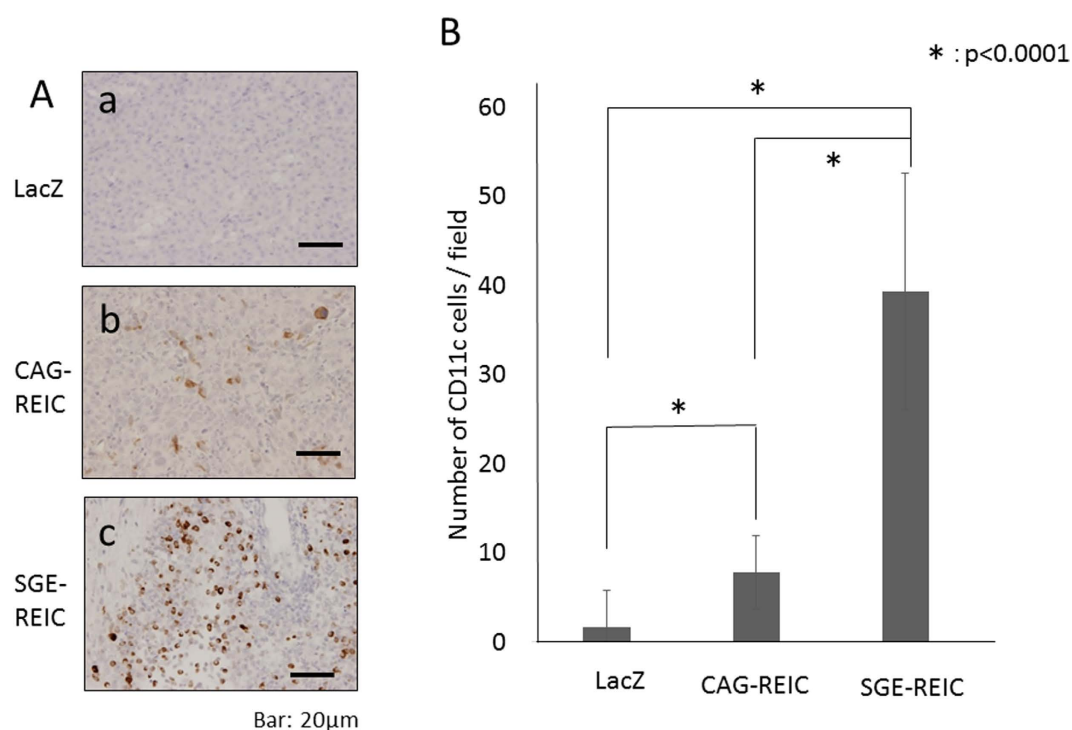 A
a
LacZ
b
CAG-
REIC
c
SGE-
REIC
Bar: 20µm
B
* : p<0.0001
Number of CD11c cells / field
60
50
40
30
20
10
0
*
*
*
LacZ
CAG-REIC
SGE-REIC